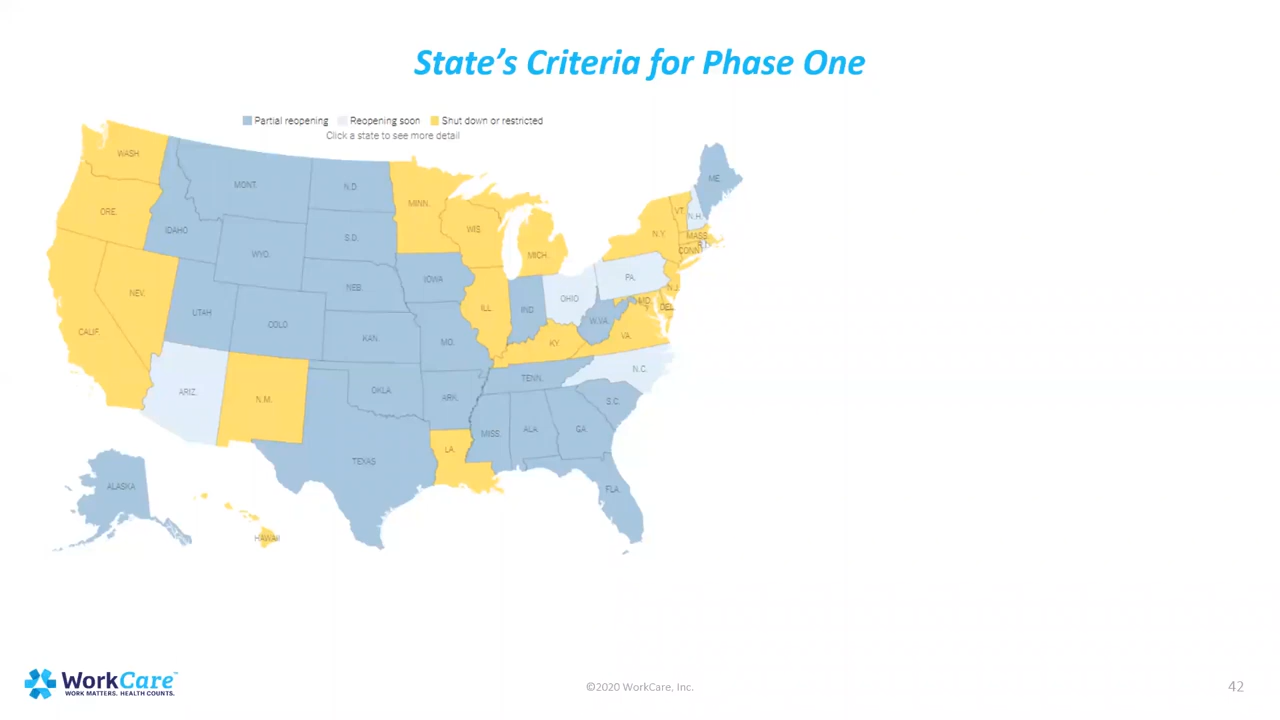 State's Criteria for Phase One
Partial reopening Reopening soon Shut down or restricted
Click a state to see more detail
WASH.
ME.
MONT.
N.D.
MINN.
VT.
N.H.
ORE.
IDAHO
S.D.
WIS.
N.Y
MASS
R.I.
CONN
WYO.
MICH.
NEV.
NEB.
IOWA
PA.
N.J.
UTAH
COLO
ILL
IND
OHIO
MD.
DEL.
CALIF.
KAN
MO.
KY.
W.VA.
VA.
ARIZ.
N.M.
OKLA
ARK.
TENN.
N.C.
S.C.
TEXAS
LA.
MISS
ALA
GA.
ALASKA
FLA.
HAWAII
WorkCare™
WORK MATTERS. HEALTH COUNTS.
©2020 WorkCare, Inc.
42